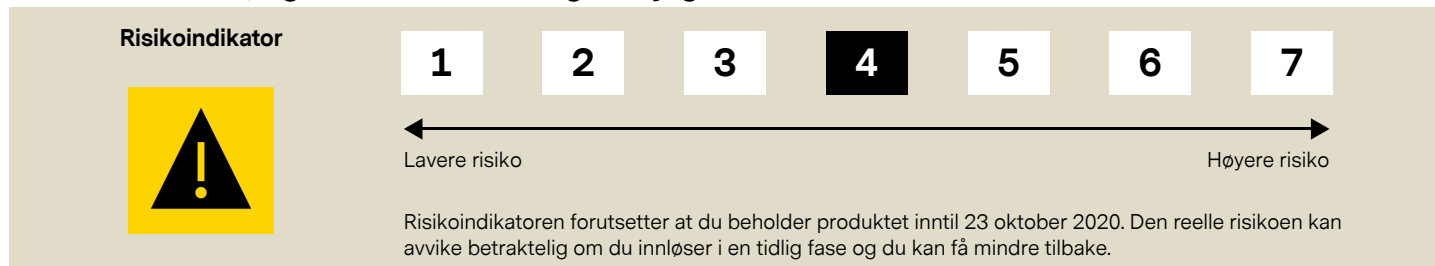 Risikoindikator
1 2 3 4 5 6 7
Lavere risiko Høyere risiko
Risikoindikatoren forutsetter at du beholder produktet inntil 23 oktober 2020. Den reelle risikoen kan
avvike betraktelig om du innløser i en tidlig fase og du kan få mindre tilbake.